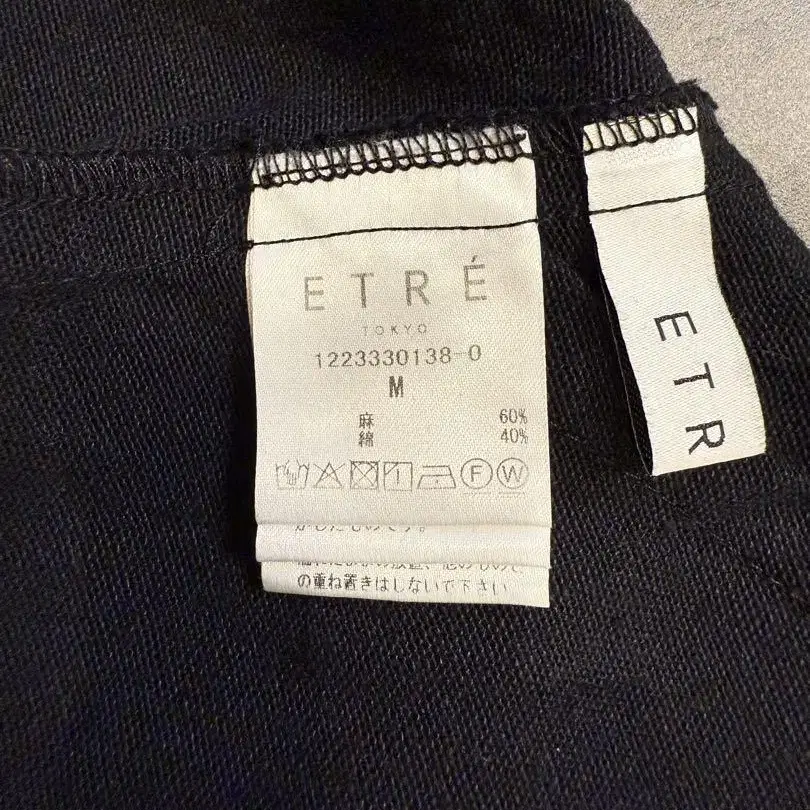 ETRÉ
TOKYO
1223330138-0
M
麻 60%
綿 40%
F W
の重ね置きはしないで下さい
ETR